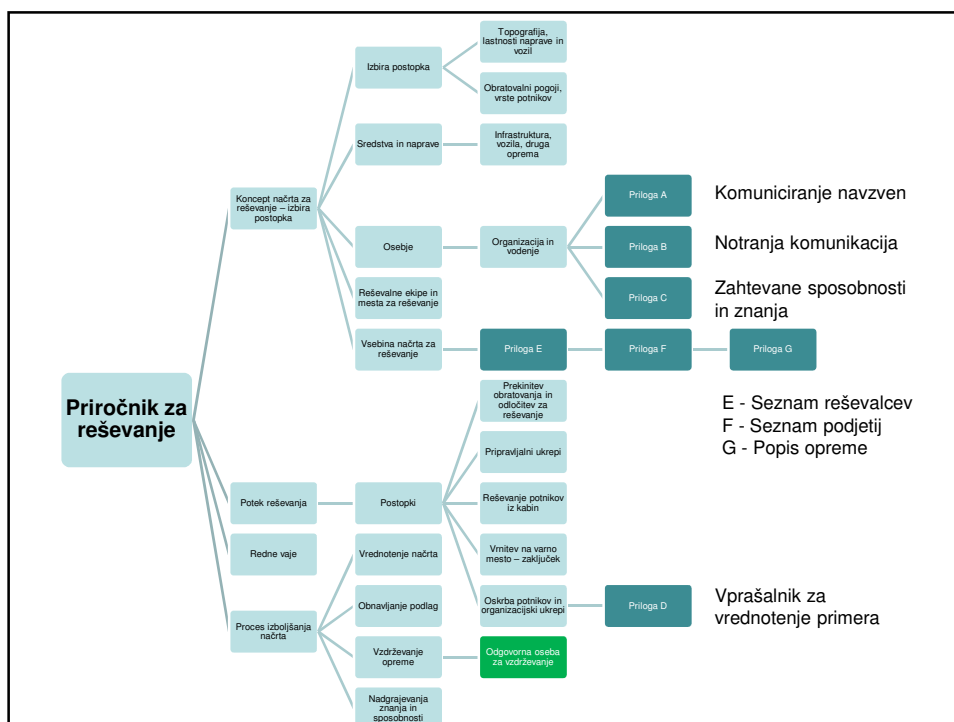 Topografija,
lastnosti naprave in
vozil
Izbira postopka
Obratovalni pogoji,
vrste potnikov
Sredstva in naprave
Infrastruktura,
vozila, druga
oprema
Koncept načrta za
reševanje – izbira
postopka
Priloga A
Komuniciranje navzven
Osebje
Organizacija in
vodenje
Priloga B
Notranja komunikacija
Reševalne ekipe in
mesta za reševanje
Priloga C
Zahtevane sposobnosti
in znanja
Vsebina načrta za
reševanje
Priloga E
Priloga F
Priloga G
Priročnik za
reševanje
Prekinitev
obratovanja in
odločitev za
reševanje
E - Seznam reševalcev
F - Seznam podjetij
G - Popis opreme
Pripravljalni ukrepi
Potek reševanja
Postopki
Reševanje potnikov
iz kabin
Redne vaje
Vrednotenje načrta
Vrnitev na varno
mesto – zaključek
Proces izboljšanja
načrta
Obnavljanje podlag
Oskrba potnikov in
organizacijski ukrepi
Priloga D
Vprašalnik za
vrednotenje primera
Vzdrževanje
opreme
Odgovorna oseba
za vzdrževanje
Nadgrajevanja
znanja in
sposobnosti